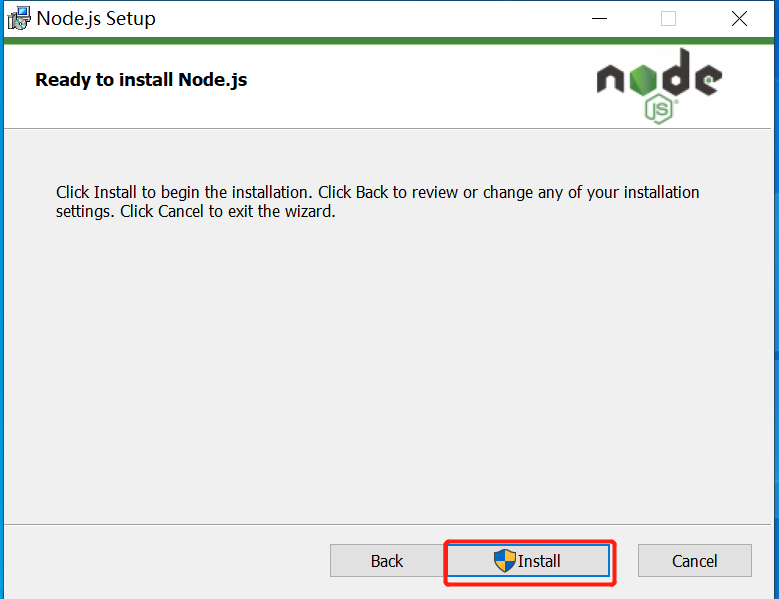 Node.js Setup
Ready to install Node.js
node
JS
Click Install to begin the installation. Click Back to review or change any of your installation
settings. Click Cancel to exit the wizard.
Back
Install
Cancel